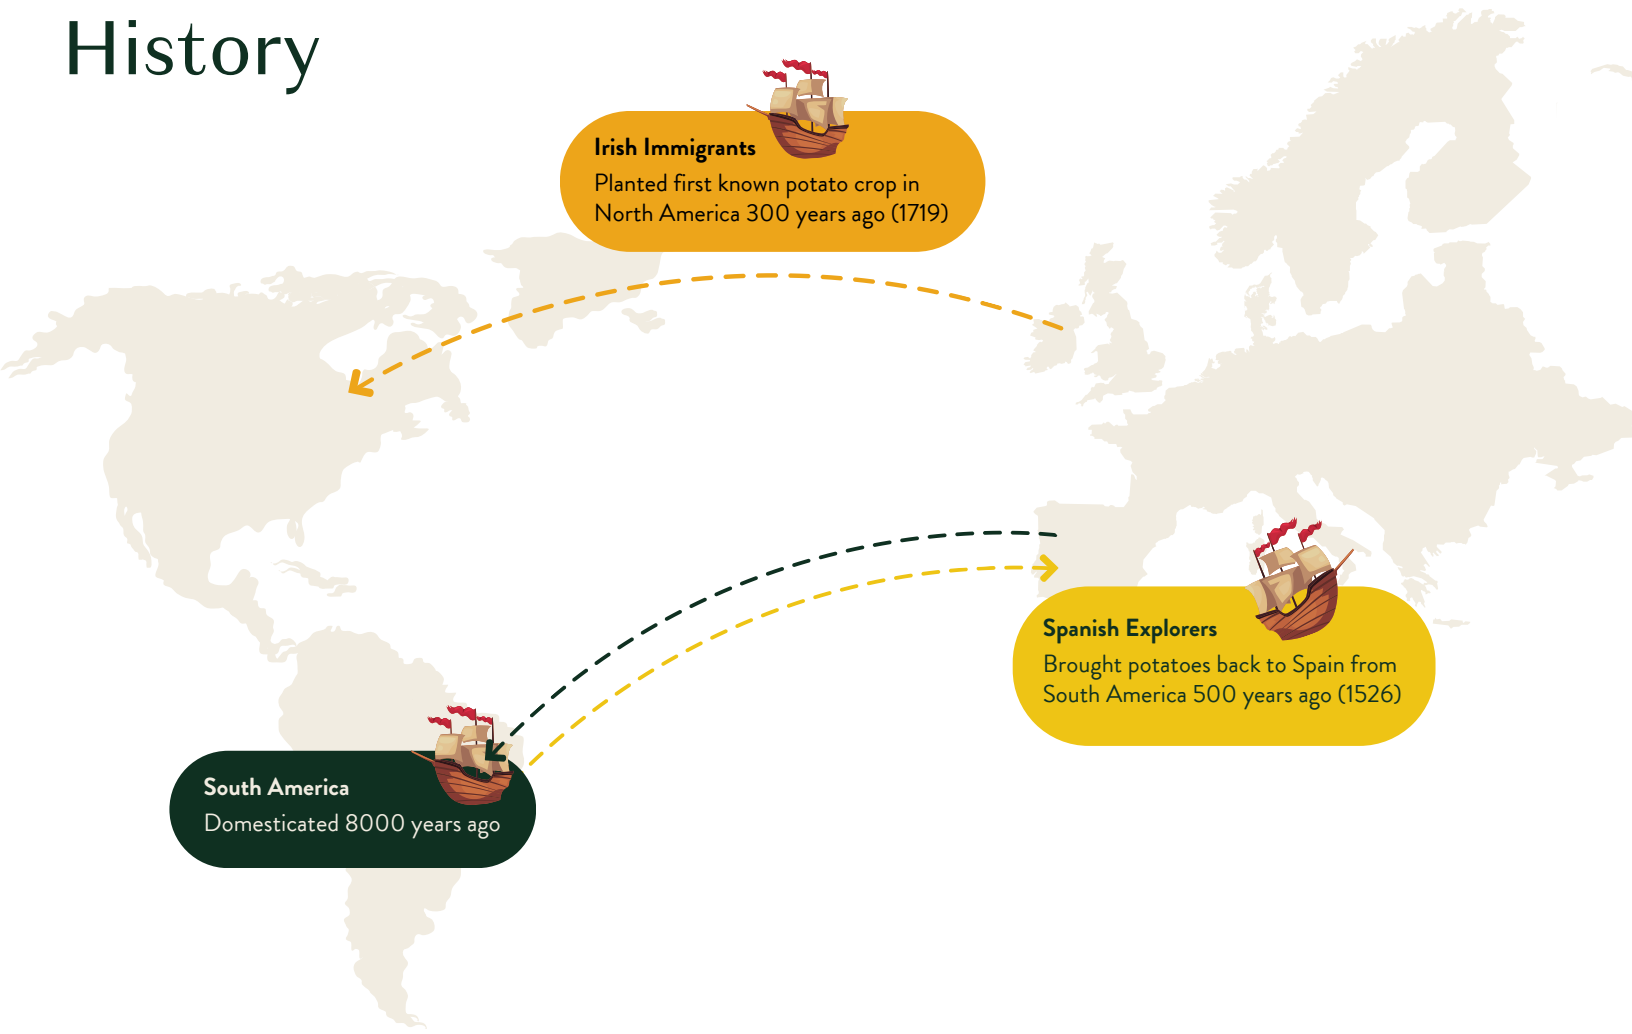 History
Irish Immigrants
Planted first known potato crop in
North America 300 years ago (1719)
Spanish Explorers
Brought potatoes back to Spain from
South America 500 years ago (1526)
South America
Domesticated 8000 years ago